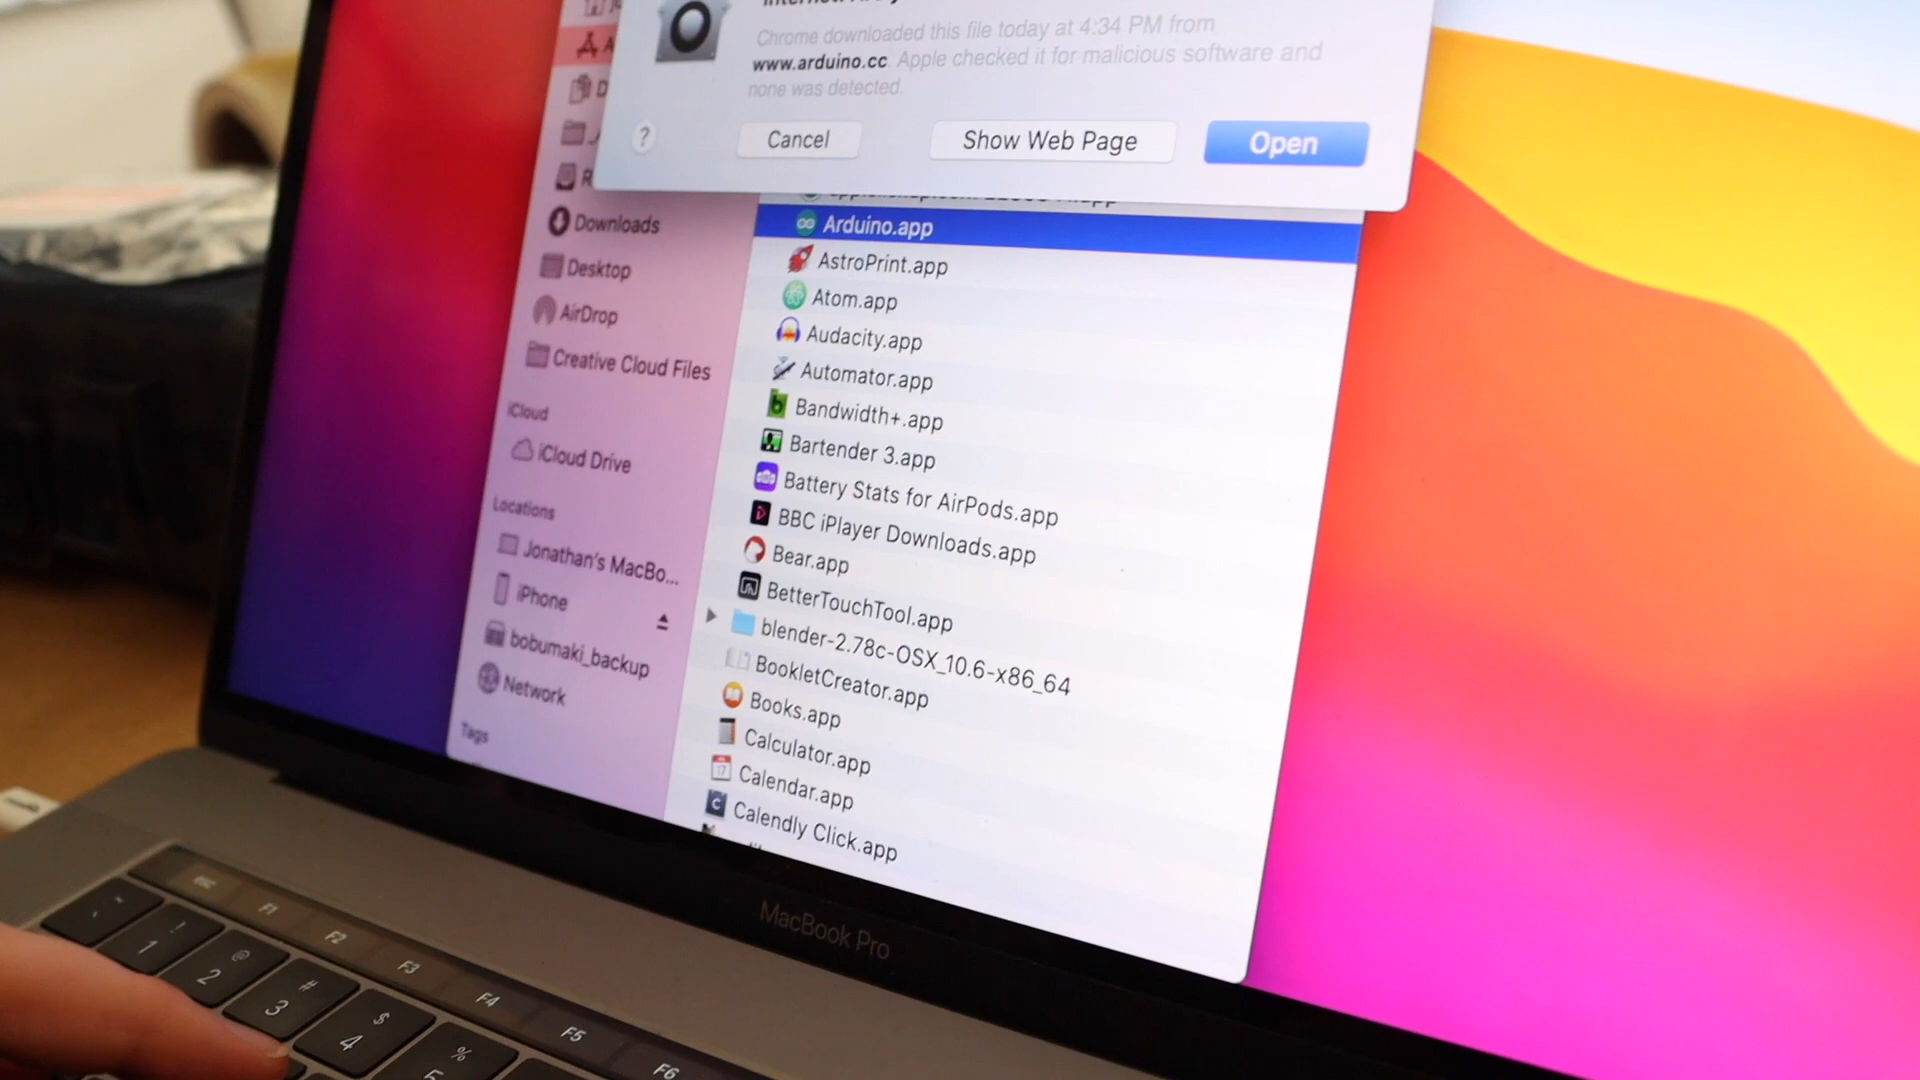 Chrome downloaded this file today at 4:34 PM from
www.arduino.cc. Apple checked it for malicious software and
none was detected.
?
Cancel
Show Web Page
Open
Downloads
Desktop
AirDrop
Creative Cloud Files
iCloud
iCloud Drive
Locations
Jonathan's MacBo...
iPhone
bobumaki_backup
Network
Tags
Arduino.app
AstroPrint.app
Atom.app
Audacity.app
Automator.app
Bandwidth+.app
Bartender 3.app
Battery Stats for AirPods.app
BBC iPlayer Downloads.app
Bear.app
BetterTouchTool.app
blender-2.78c-OSX_10.6-x86_64
BookletCreator.app
Books.app
Calculator.app
Calendar.app
Calendly Click.app
MacBook Pro
esc
F1
F2
F3
F4
F5
F6
~
!
1
@
2
#
3
$
4
%
5